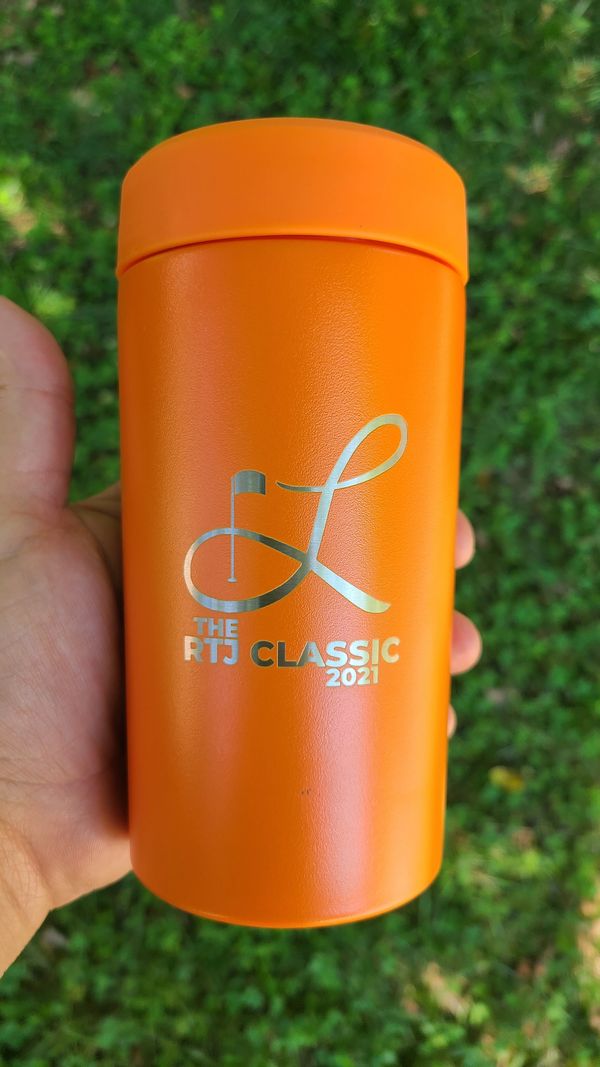 L
THE
RTJ CLASSIC
2021